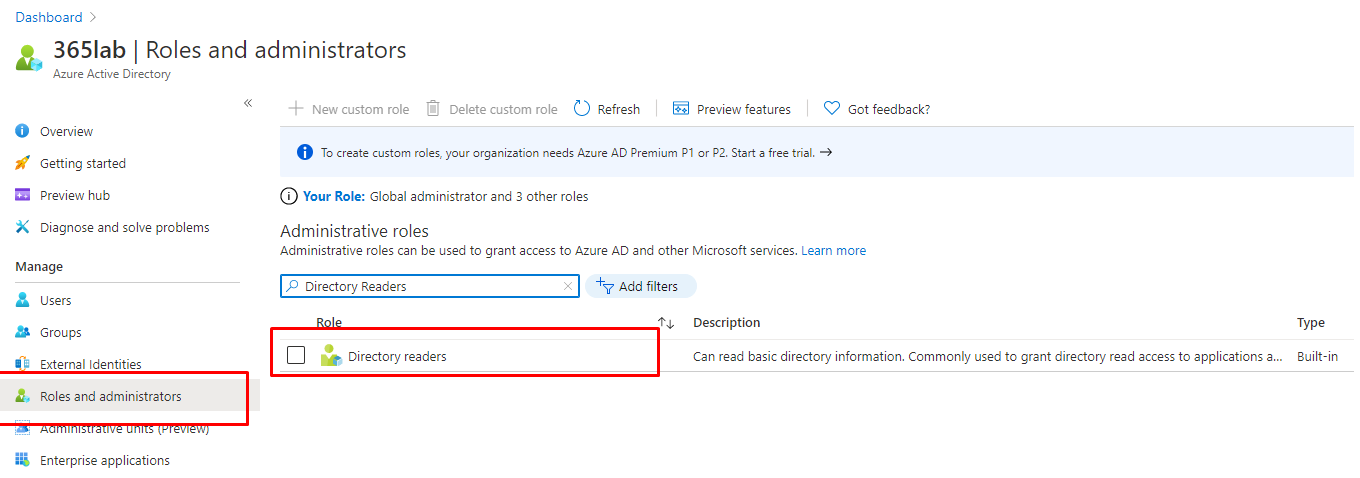 Dashboard
365lab | Roles and administrators
Azure Active Directory
Overview
Getting started
Preview hub
Diagnose and solve problems
Manage
Users
Groups
External Identities
Roles and administrators
Administrative units (Preview)
Enterprise applications
New custom role Delete custom role Refresh Preview features Got feedback?
To create custom roles, your organization needs Azure AD Premium P1 or P2. Start a free trial. →
Your Role: Global administrator and 3 other roles
Administrative roles
Administrative roles can be used to grant access to Azure AD and other Microsoft services. Learn more
Directory Readers Add filters
Role Description Type
Directory readers Can read basic directory information. Commonly used to grant directory read access to applications a... Built-in